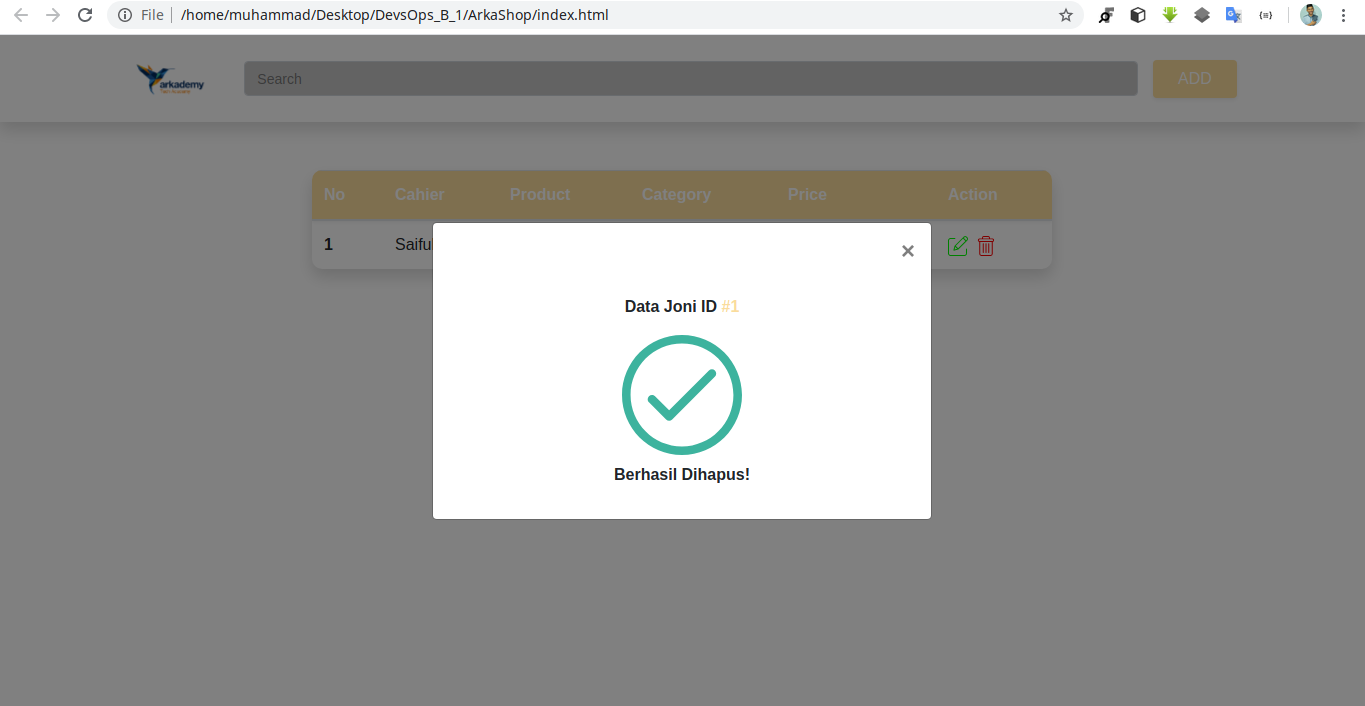 File /home/muhammad/Desktop/DevsOps_B_1/ArkaShop/index.html
arkademy
Search
ADD
No Cahier Product Category Price Action
1 Saifu
Data Joni ID #1
Berhasil Dihapus!